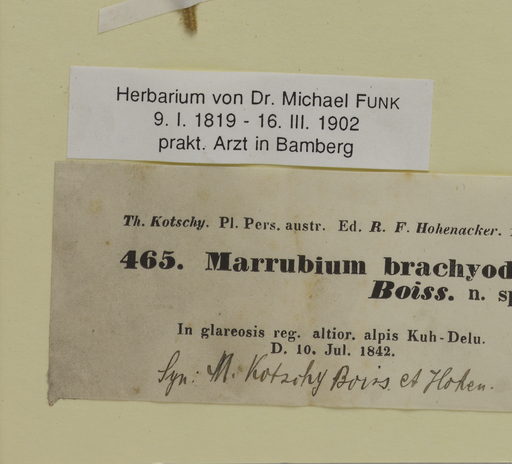 Herbarium von Dr. Michael FUNK
9. I. 1819 - 16. III. 1902
prakt. Arzt in Bamberg
Th. Kotschy. Pl. Pers. austr. Ed. R. F. Hohenacker.
465. Marrubium brachyod
Boiss. n. sp
In glareosis reg. altior. alpis Kuh-Delu.
D. 10. Jul. 1842.
Syn: M. Kotschy Boiss. et Hohen.